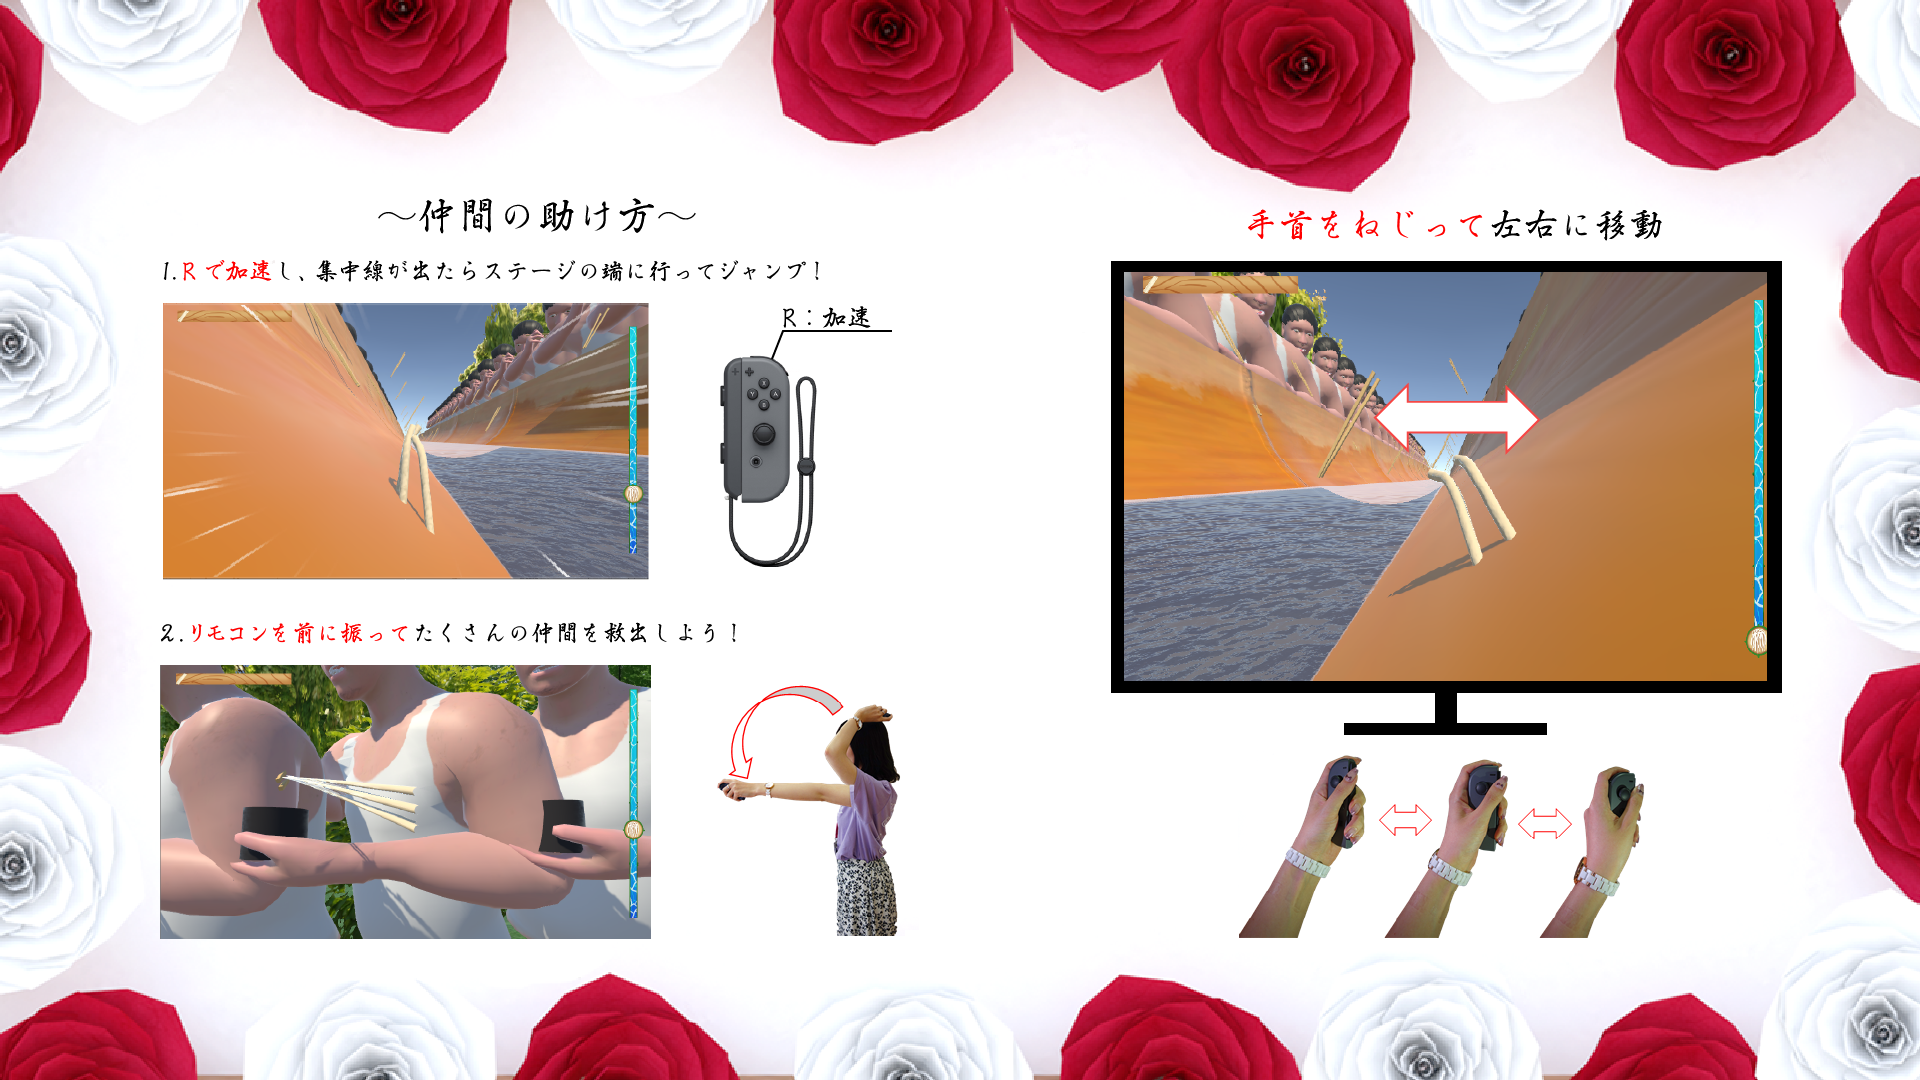 ～仲間の助け方～
1.Rで加速し、集中線が出たらステージの端に行ってジャンプ！
R：加速
2.リモコンを前に振ってたくさんの仲間を救出しよう！
手首をねじって左右に移動